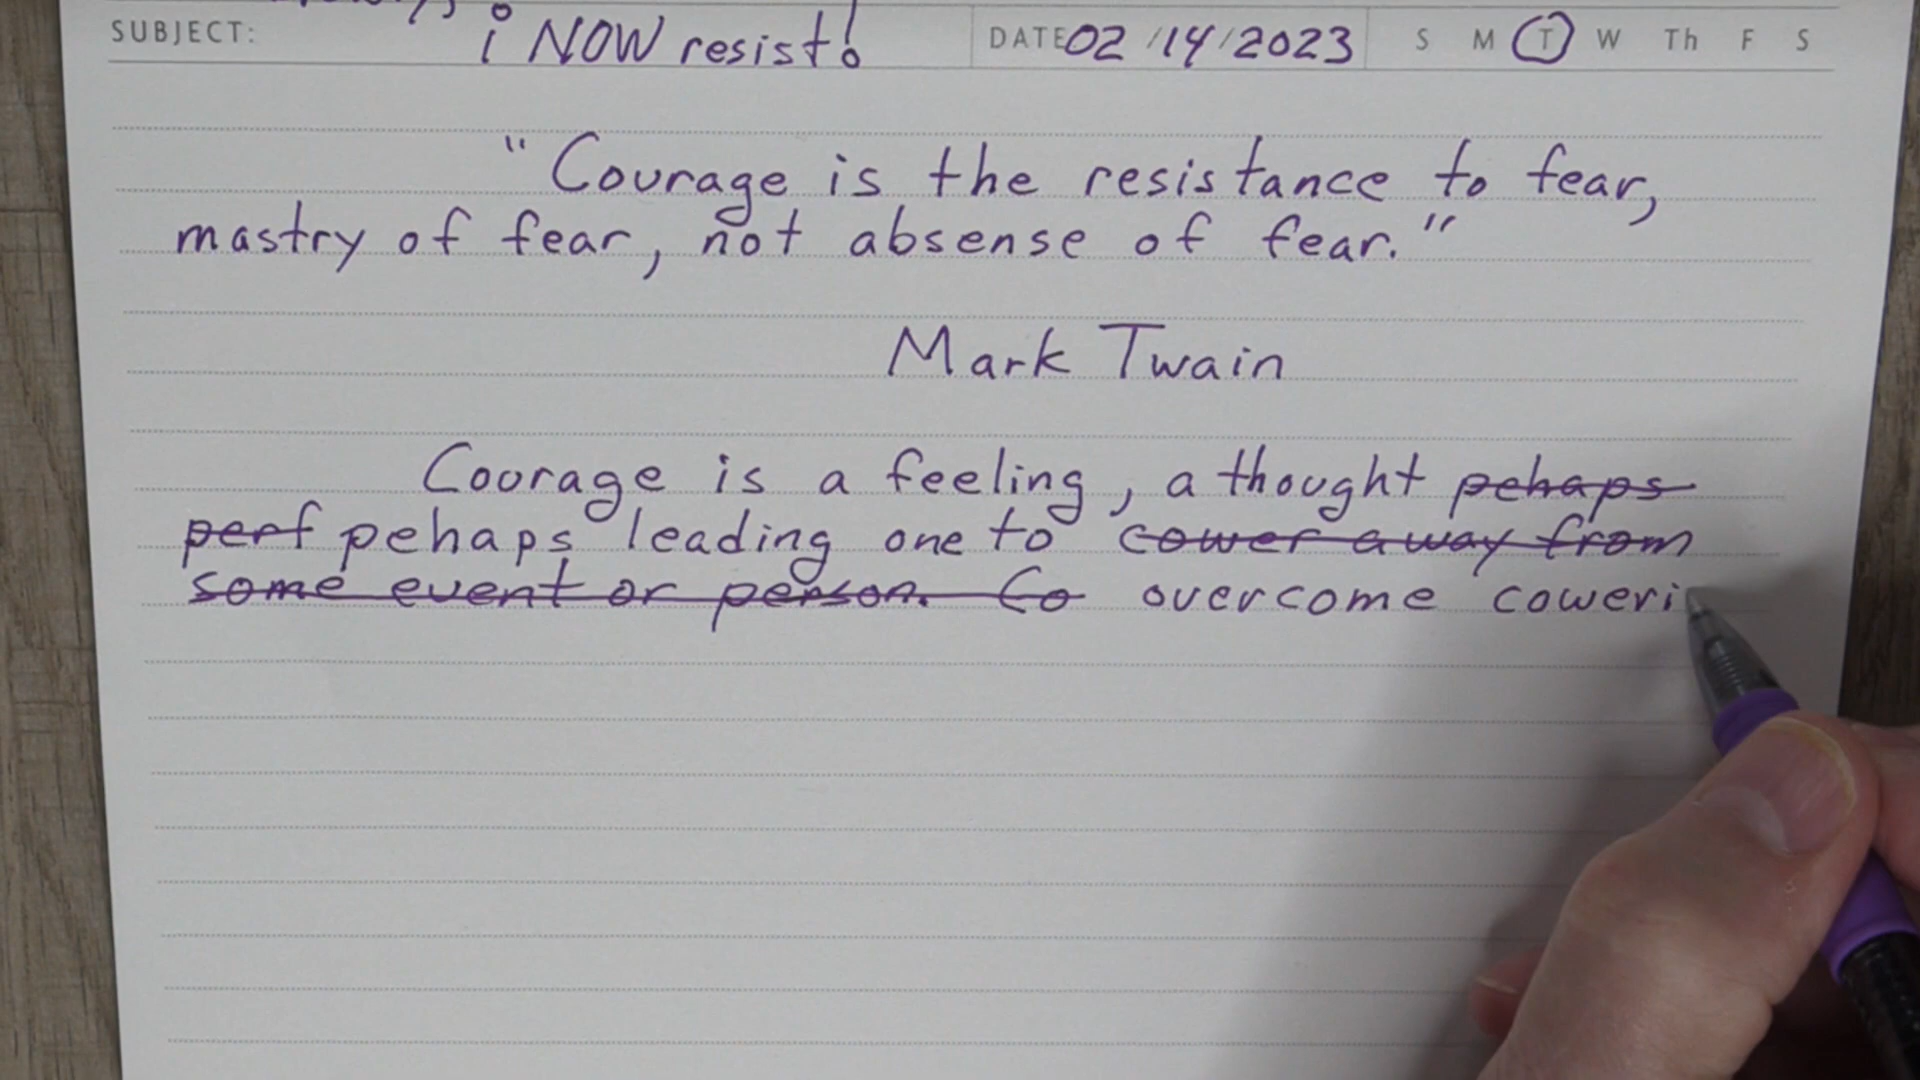 SUBJECT: i NOW resist! DATE 02/14/2023 S M T W Th F S
"Courage is the resistance to fear,
mastry of fear, not absense of fear."
Mark Twain
Courage is a feeling, a thought pehaps
perf pehaps leading one to cower away from
some event or person. Co overcome coweri